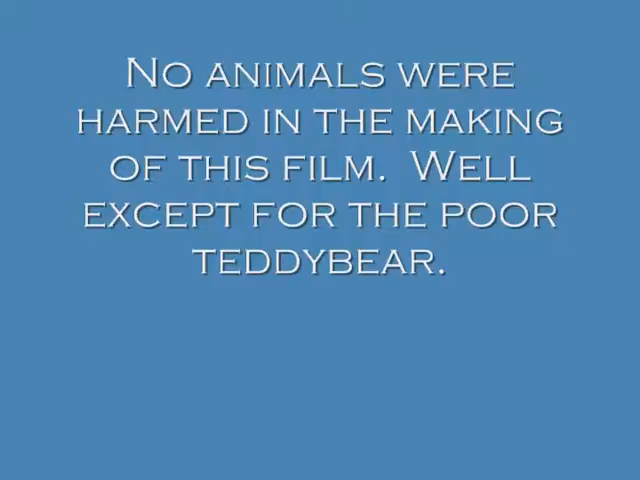 No animals were
harmed in the making
of this film.  Well
except for the poor
teddybear.